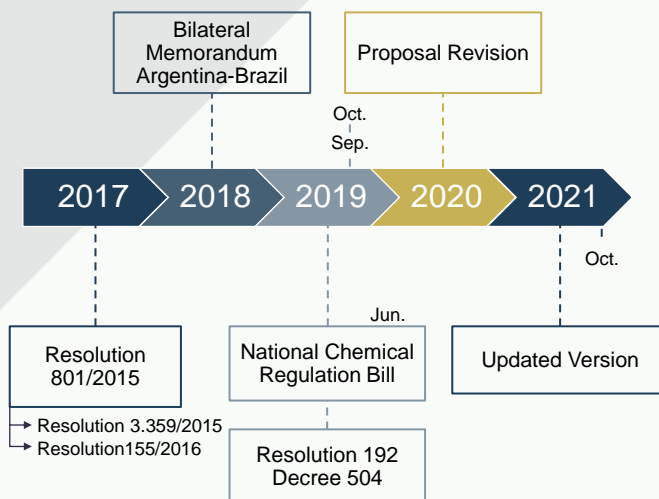 Bilateral
Memorandum
Argentina-Brazil
Proposal Revision
Oct.
Sep.
2017
2018
2019
2020
2021
Oct.
Jun.
Resolution
801/2015
National Chemical
Regulation Bill
Updated Version
Resolution 3.359/2015
Resolution155/2016
Resolution 192
Decree 504